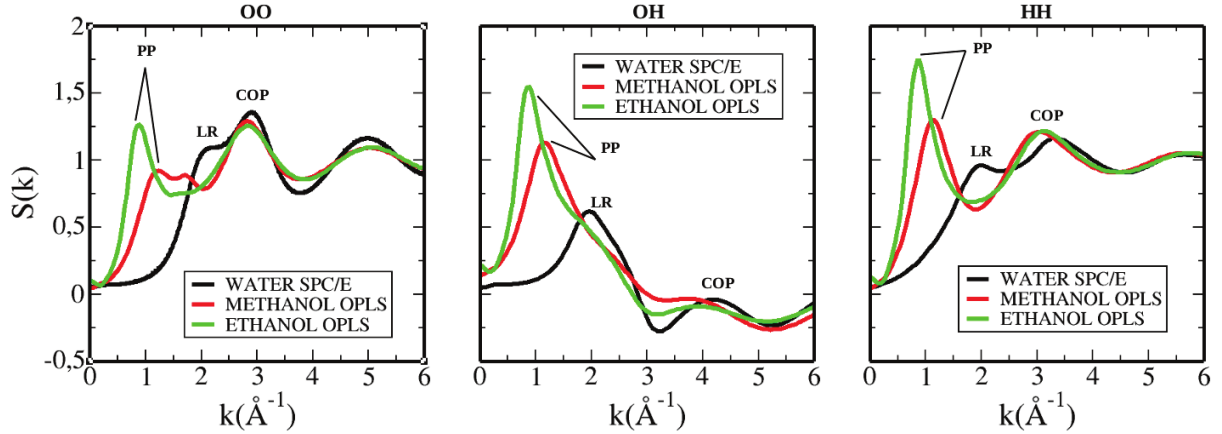 OO
OH
HH
S(k)
2
1,5
1
0,5
0
-0,5
PP
LR
COP
WATER SPC/E
METHANOL OPLS
ETHANOL OPLS
0 1 2 3 4 5 6
k(Å⁻¹)
WATER SPC/E
METHANOL OPLS
ETHANOL OPLS
PP
LR
COP
0 1 2 3 4 5 6
k(Å⁻¹)
PP
COP
LR
WATER SPC/E
METHANOL OPLS
ETHANOL OPLS
0 1 2 3 4 5 6
k(Å⁻¹)